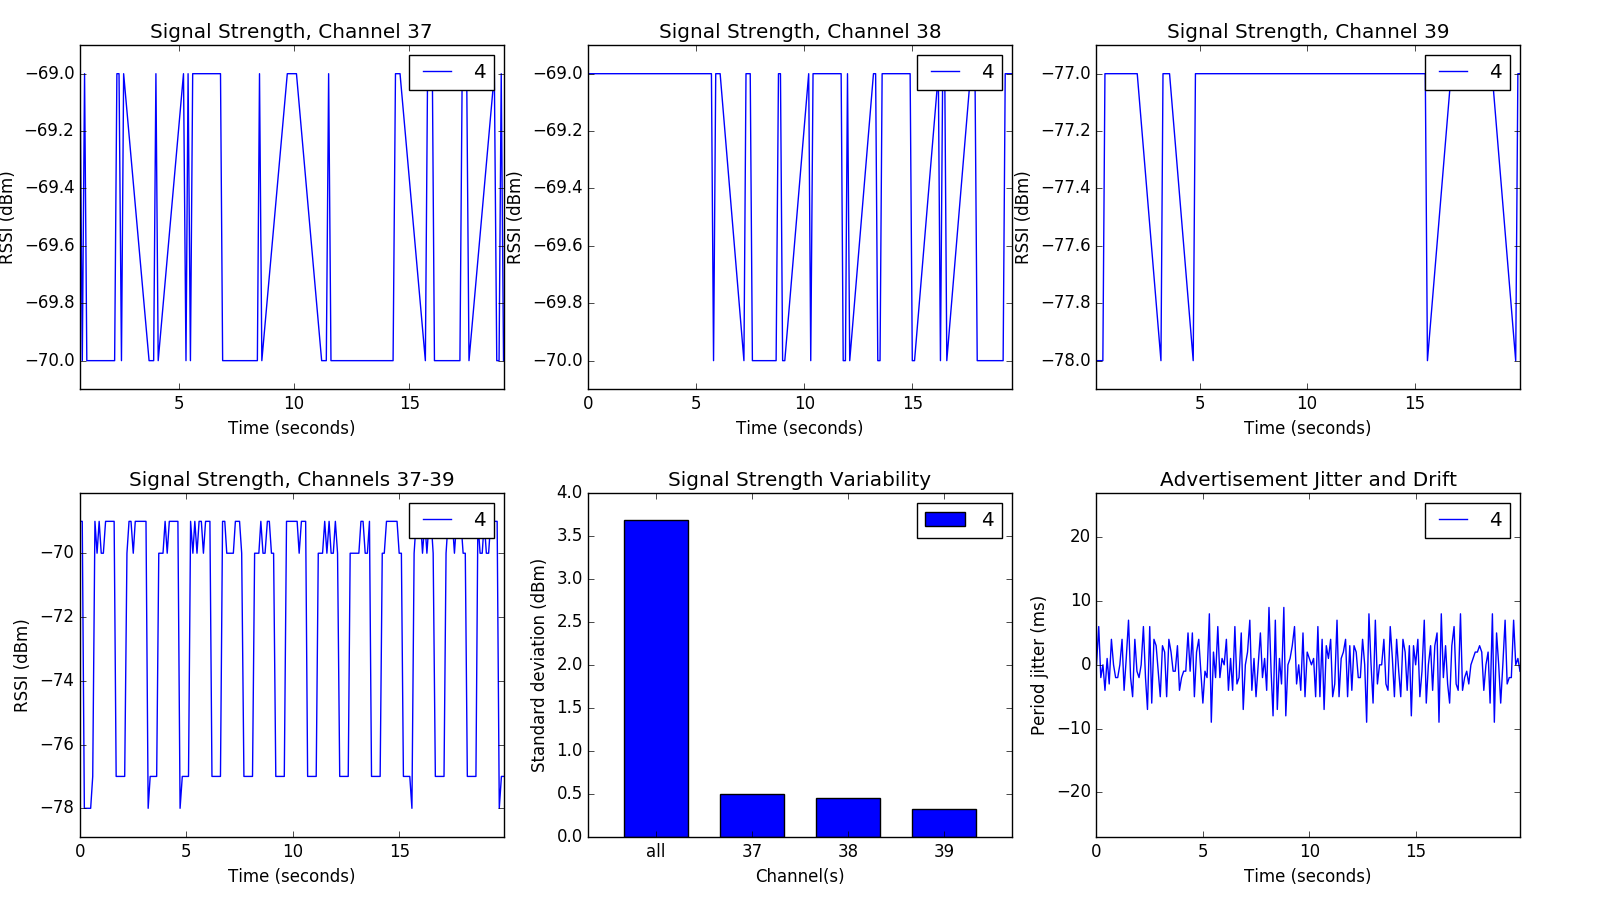 Signal Strength, Channel 37
4
−69.0
−69.2
−69.4
−69.6
−69.8
−70.0
RSSI (dBm)
5 10 15
Time (seconds)
Signal Strength, Channel 38
4
−69.0
−69.2
−69.4
−69.6
−69.8
−70.0
RSSI (dBm)
0 5 10 15
Time (seconds)
Signal Strength, Channel 39
4
−77.0
−77.2
−77.4
−77.6
−77.8
−78.0
RSSI (dBm)
5 10 15
Time (seconds)
Signal Strength, Channels 37-39
4
−70
−72
−74
−76
−78
RSSI (dBm)
0 5 10 15
Time (seconds)
Signal Strength Variability
4
4.0
3.5
3.0
2.5
2.0
1.5
1.0
0.5
0.0
Standard deviation (dBm)
all 37 38 39
Channel(s)
Advertisement Jitter and Drift
4
20
10
0
−10
−20
Period jitter (ms)
0 5 10 15
Time (seconds)